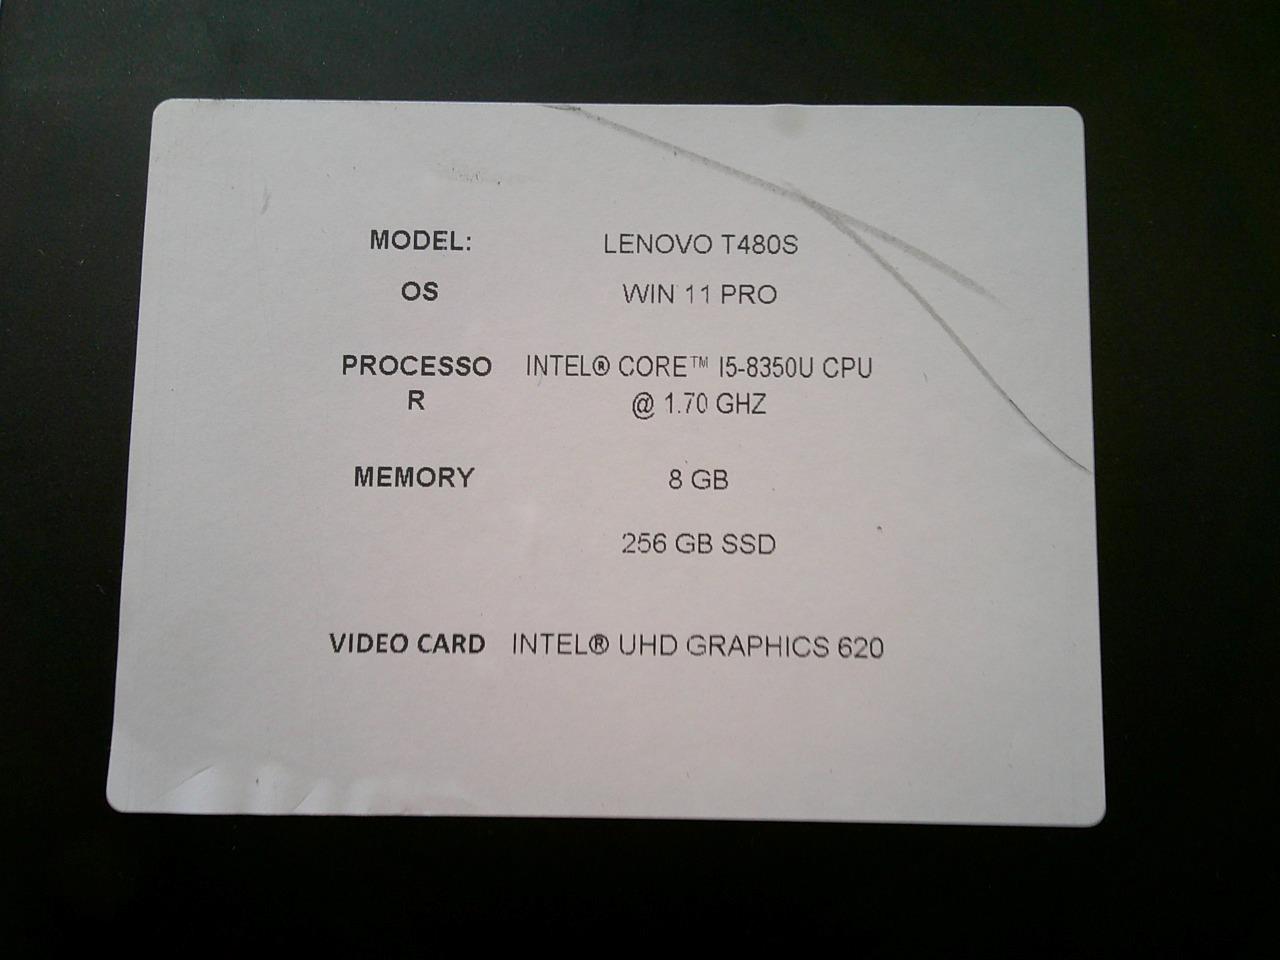 MODEL: LENOVO T480S
OS WIN 11 PRO
PROCESSO INTEL® CORE™ I5-8350U CPU
R @ 1.70 GHZ
MEMORY 8 GB
256 GB SSD
VIDEO CARD INTEL® UHD GRAPHICS 620